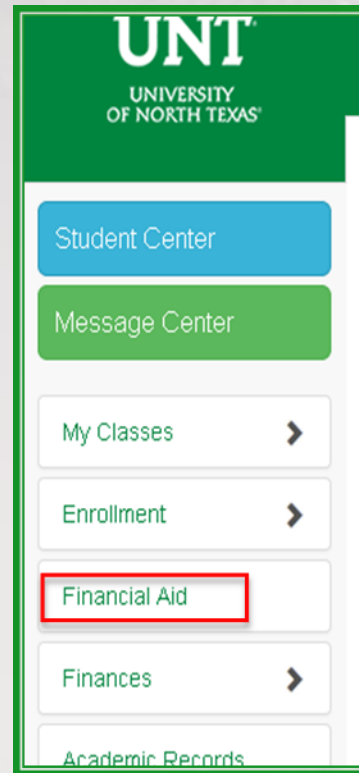 UNT
UNIVERSITY
OF NORTH TEXAS®
Student Center
Message Center
My Classes
Enrollment
Financial Aid
Finances
Academic Records